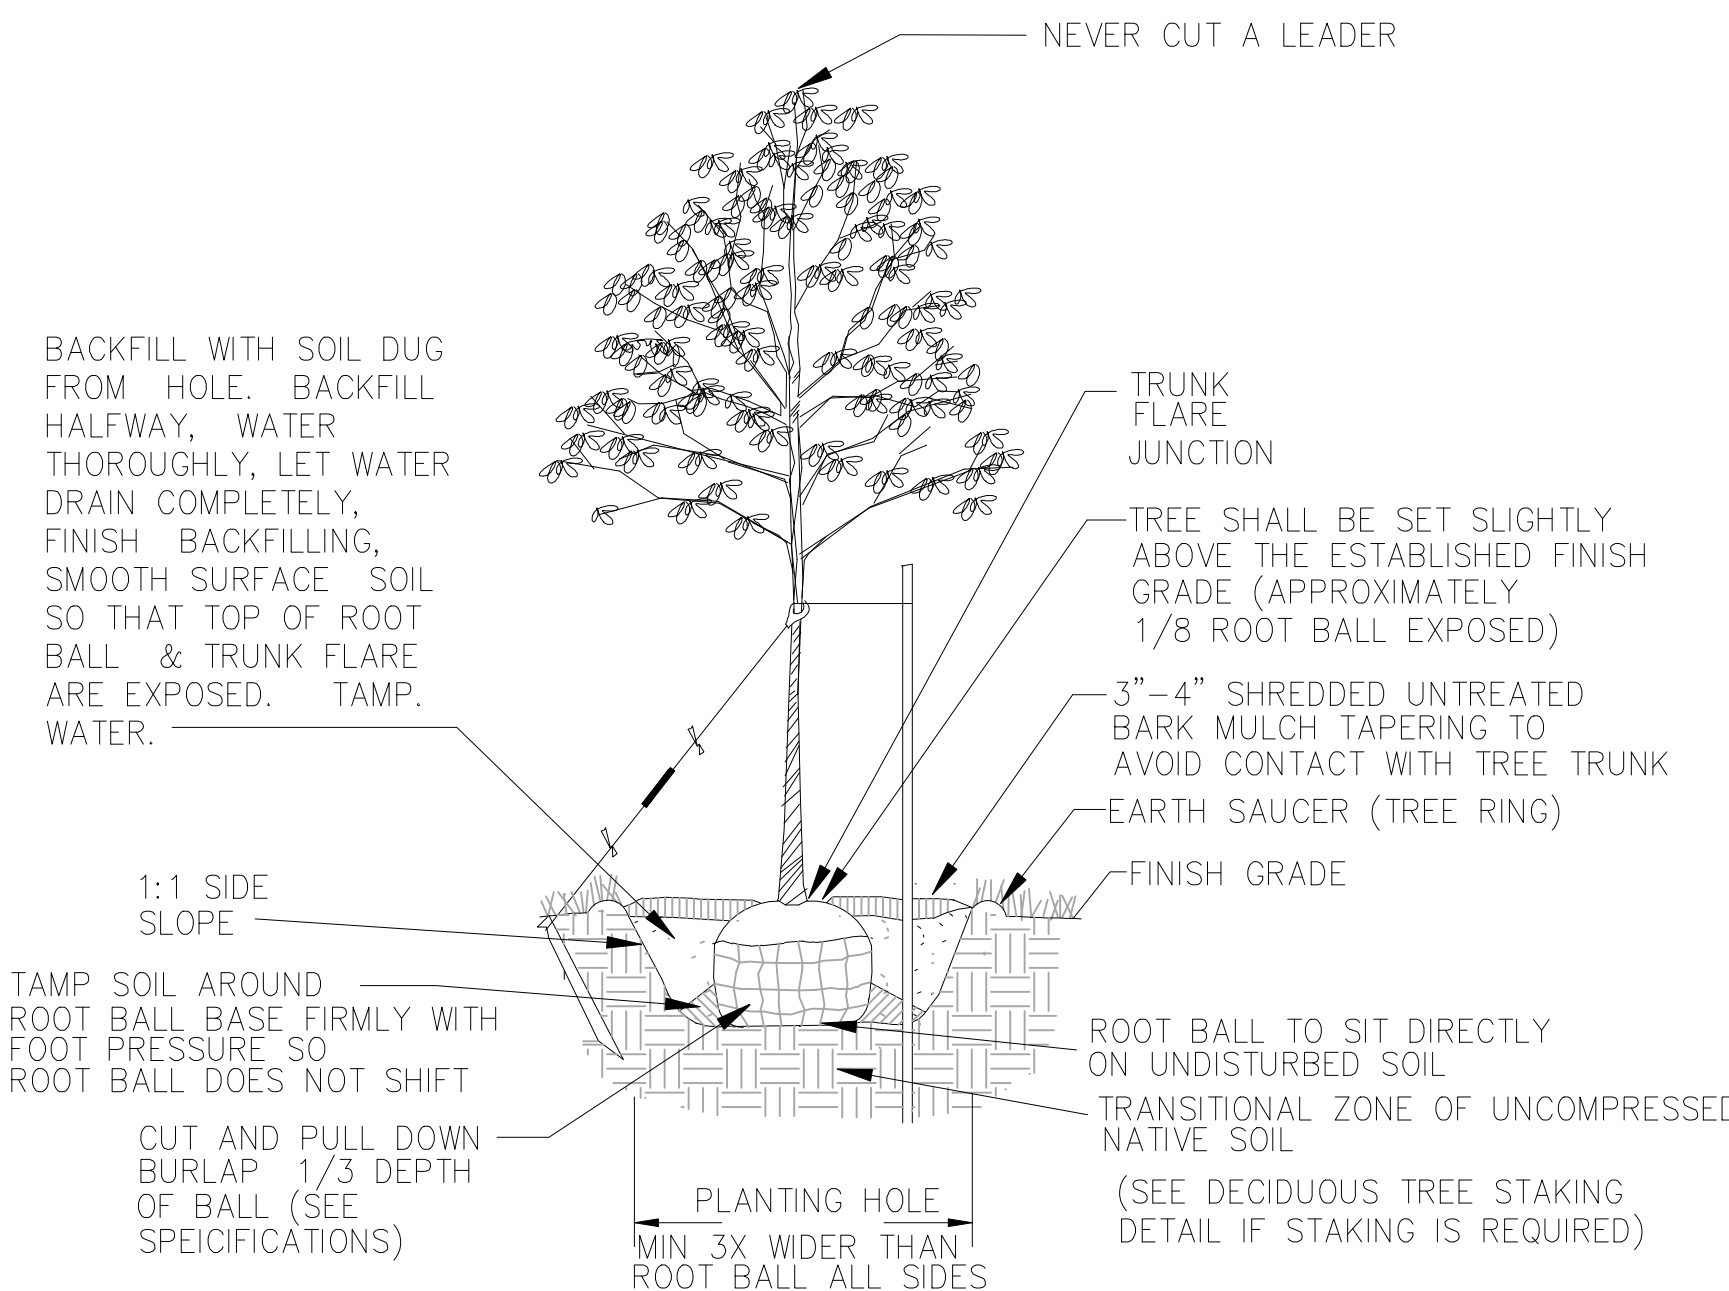 NEVER CUT A LEADER
BACKFILL WITH SOIL DUG
FROM HOLE. BACKFILL
HALFWAY, WATER
THOROUGHLY, LET WATER
DRAIN COMPLETELY,
FINISH BACKFILLING,
SMOOTH SURFACE SOIL
SO THAT TOP OF ROOT
BALL & TRUNK FLARE
ARE EXPOSED. TAMP.
WATER.
TRUNK
FLARE
JUNCTION
TREE SHALL BE SET SLIGHTLY
ABOVE THE ESTABLISHED FINISH
GRADE (APPROXIMATELY
1/8 ROOT BALL EXPOSED)
3"-4" SHREDDED UNTREATED
BARK MULCH TAPERING TO
AVOID CONTACT WITH TREE TRUNK
EARTH SAUCER (TREE RING)
FINISH GRADE
1:1 SIDE
SLOPE
TAMP SOIL AROUND
ROOT BALL BASE FIRMLY WITH
FOOT PRESSURE SO
ROOT BALL DOES NOT SHIFT
CUT AND PULL DOWN
BURLAP 1/3 DEPTH
OF BALL (SEE
SPEICIFICATIONS)
ROOT BALL TO SIT DIRECTLY
ON UNDISTURBED SOIL
TRANSITIONAL ZONE OF UNCOMPRESSED
NATIVE SOIL
(SEE DECIDUOUS TREE STAKING
DETAIL IF STAKING IS REQUIRED)
PLANTING HOLE
MIN 3X WIDER THAN
ROOT BALL ALL SIDES